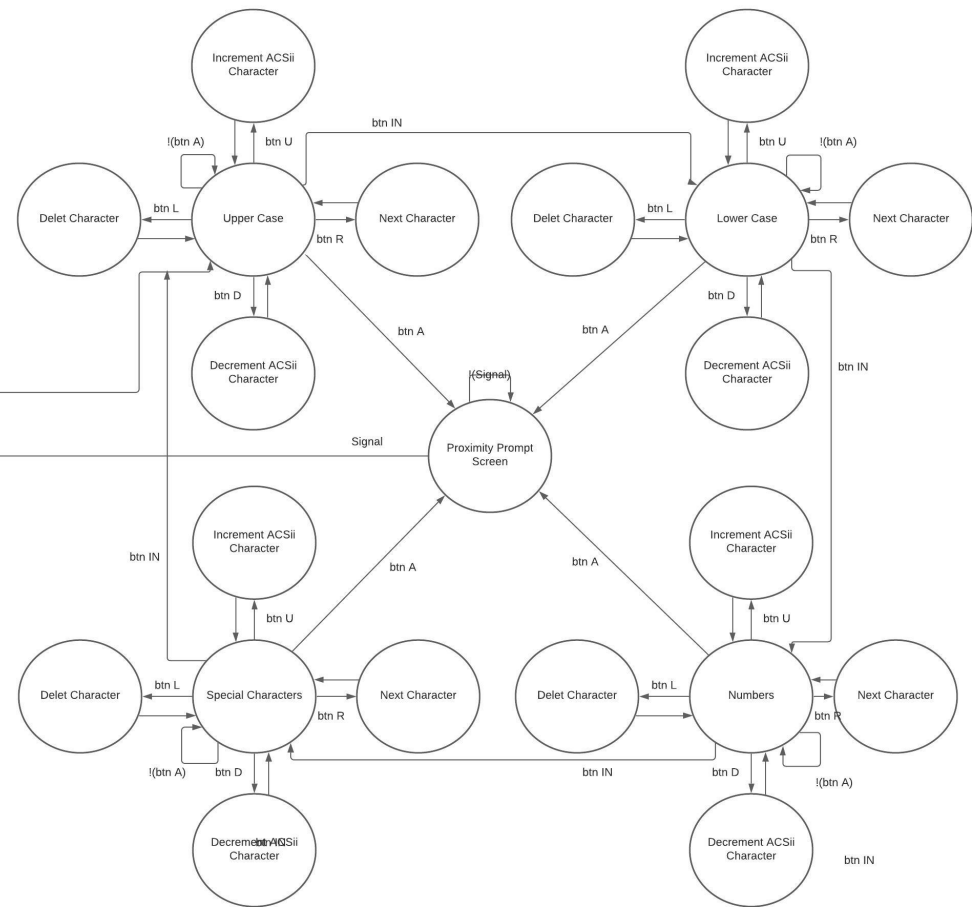 Increment ACSii
Character
Increment ACSii
Character
btn IN
!(btn A)
btn U
btn U
!(btn A)
Delet Character
btn L
Upper Case
Next Character
btn R
Delet Character
btn L
Lower Case
Next Character
btn R
btn D
btn D
btn A
btn A
Decrement ACSii
Character
Decrement ACSii
Character
btn IN
!(Signal)
Signal
Proximity Prompt
Screen
Increment ACSii
Character
Increment ACSii
Character
btn IN
btn A
btn A
btn U
btn U
Delet Character
btn L
Special Characters
Next Character
btn R
Delet Character
btn L
Numbers
Next Character
btn R
!(btn A)
btn D
btn IN
btn D
!(btn A)
Decrement ACSii
Character
btn IN
Decrement ACSii
Character
btn IN